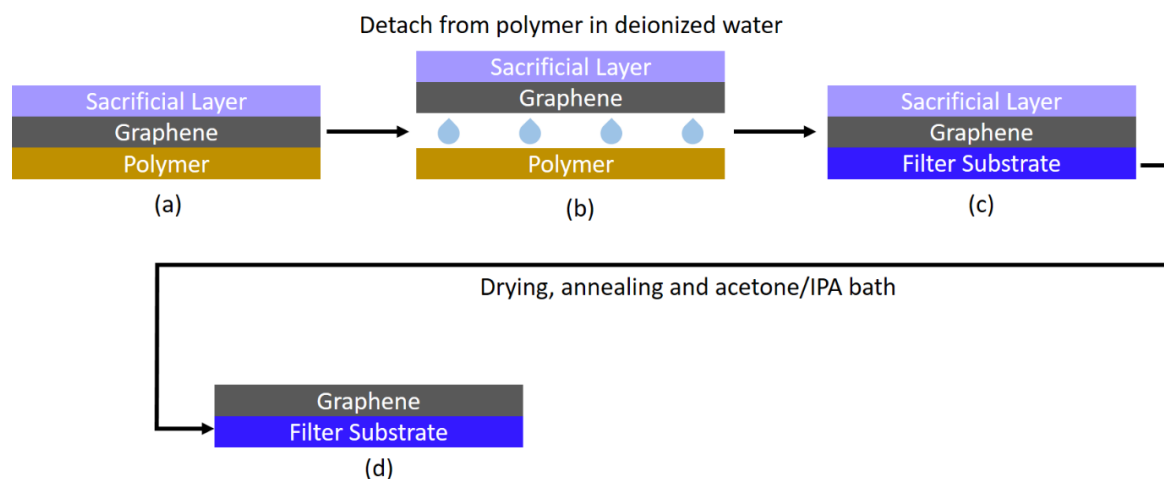 Detach from polymer in deionized water
Sacrificial Layer
Graphene
Polymer
(a)
Sacrificial Layer
Graphene
Polymer
(b)
Sacrificial Layer
Graphene
Filter Substrate
(c)
Drying, annealing and acetone/IPA bath
Graphene
Filter Substrate
(d)